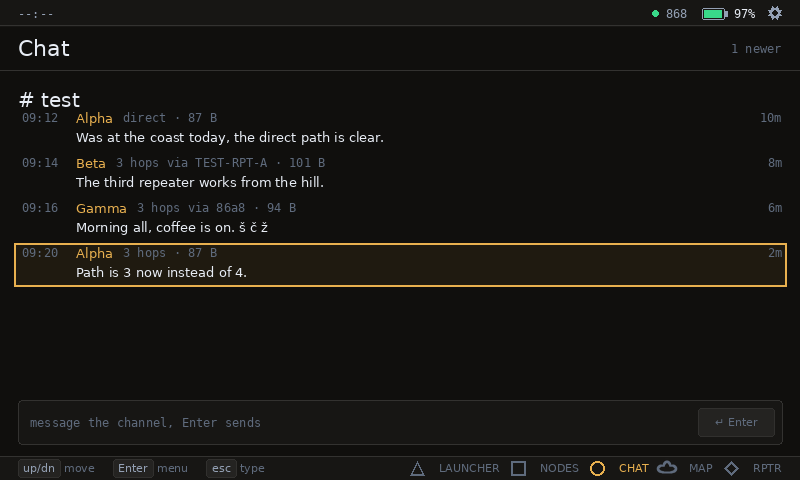 --:-- 868 97%
Chat 1 newer
# test
09:12 Alpha direct · 87 B 10m
Was at the coast today, the direct path is clear.
09:14 Beta 3 hops via TEST-RPT-A · 101 B 8m
The third repeater works from the hill.
09:16 Gamma 3 hops via 86a8 · 94 B 6m
Morning all, coffee is on. š č ž
09:20 Alpha 3 hops · 87 B 2m
Path is 3 now instead of 4.
message the channel, Enter sends ↵ Enter
up/dn move Enter menu esc type LAUNCHER NODES CHAT MAP RPTR